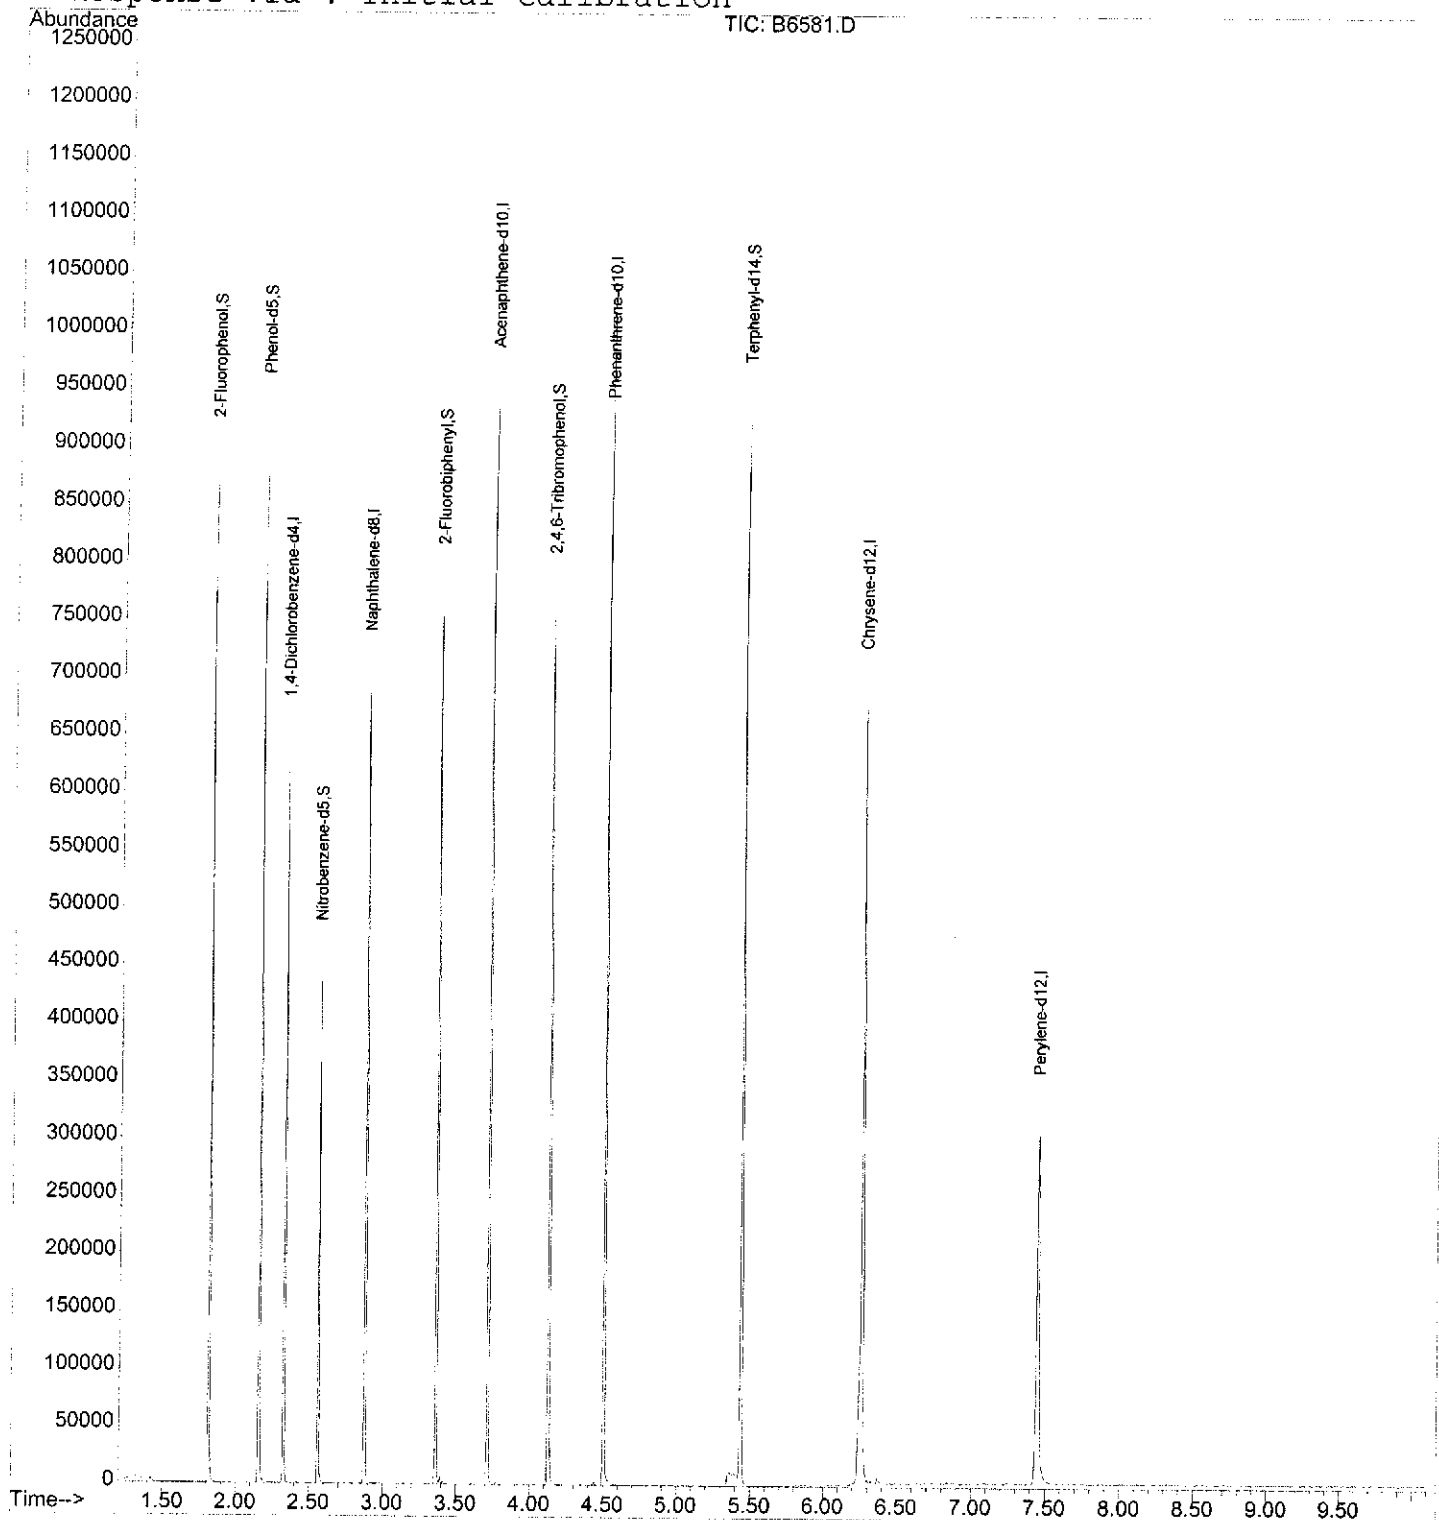 Response via : Initial Calibration
Abundance
TIC: B6581.D
1250000
1200000
1150000
1100000
1050000
1000000
950000
900000
850000
800000
750000
700000
650000
600000
550000
500000
450000
400000
350000
300000
250000
200000
150000
100000
50000
0
2-Fluorophenol,S
Phenol-d5,S
1,4-Dichlorobenzene-d4,I
Nitrobenzene-d5,S
Naphthalene-d8,I
2-Fluorobiphenyl,S
Acenaphthene-d10,I
2,4,6-Tribromophenol,S
Phenanthrene-d10,I
Terphenyl-d14,S
Chrysene-d12,I
Perylene-d12,I
Time-->
1.50 2.00 2.50 3.00 3.50 4.00 4.50 5.00 5.50 6.00 6.50 7.00 7.50 8.00 8.50 9.00 9.50